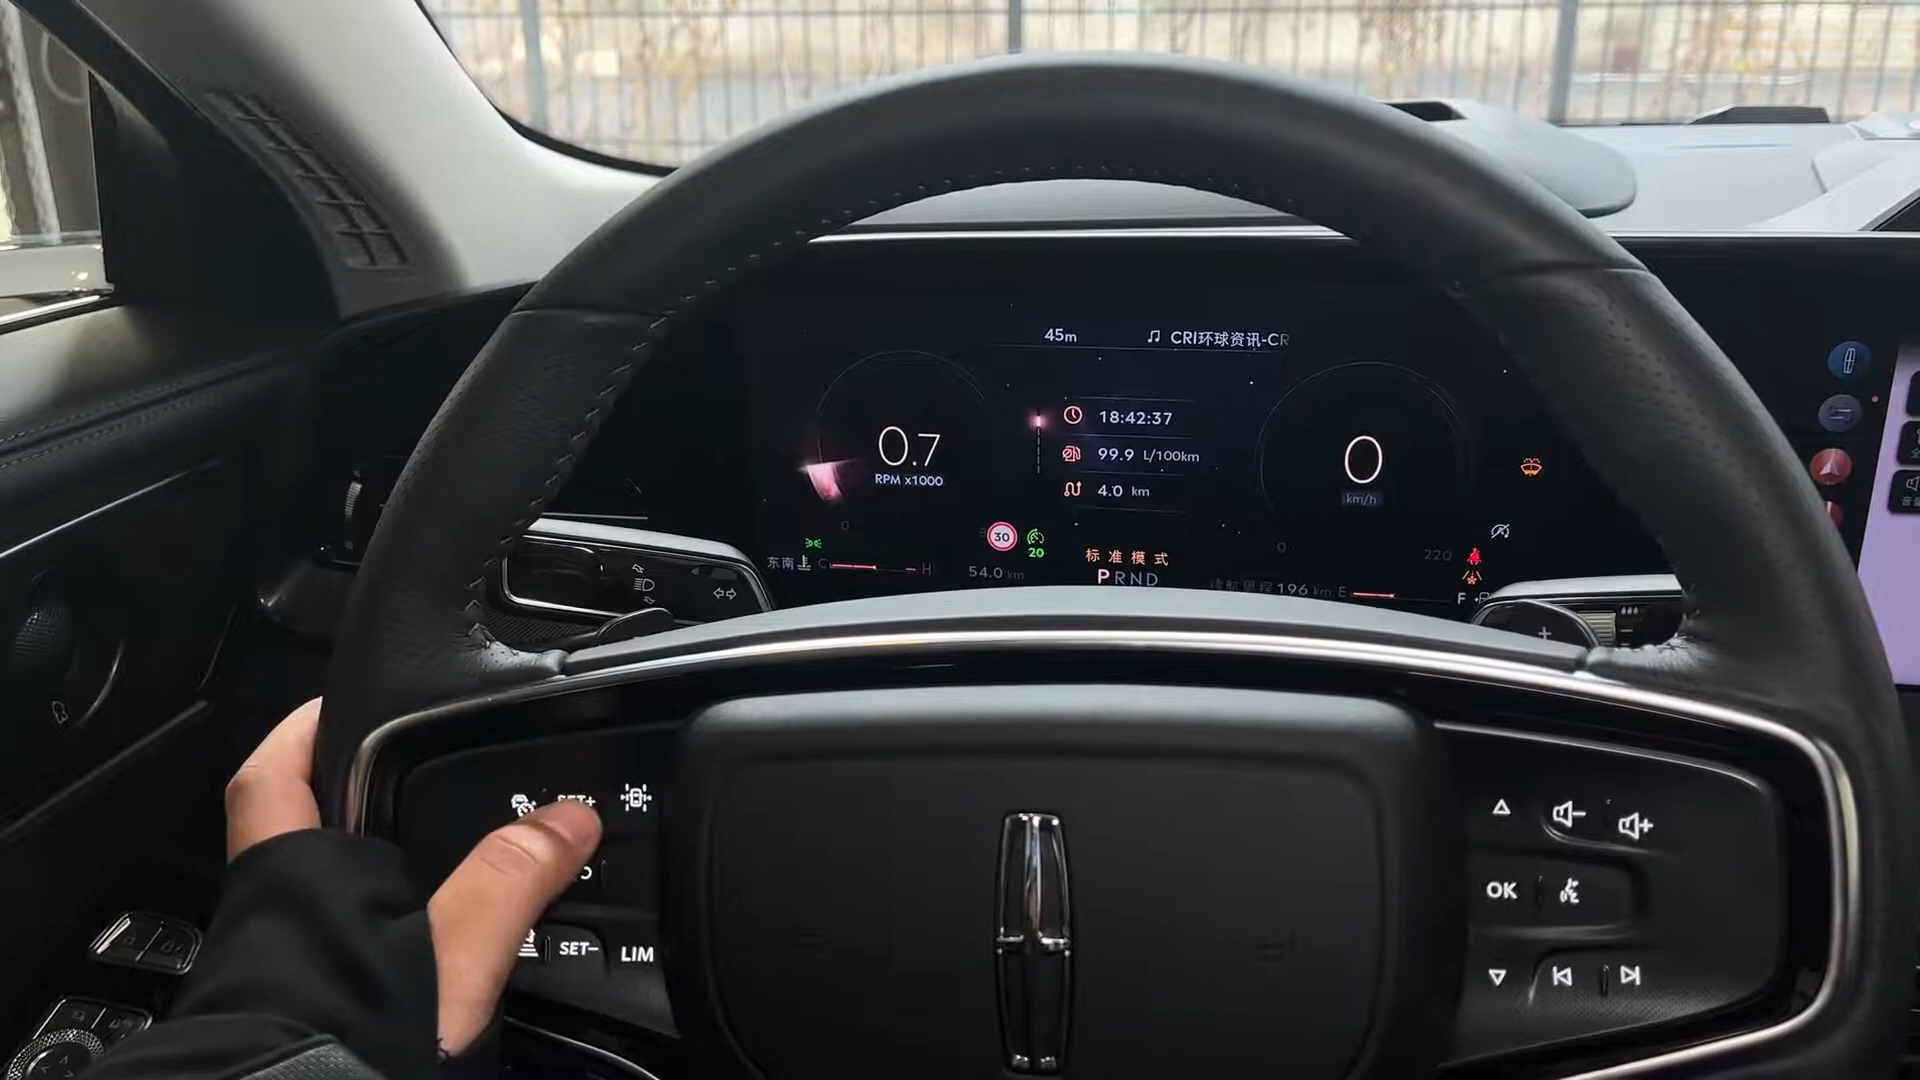 45m
CRI环球资讯-CR
18:42:37
0.7
RPM x1000
99.9 L/100km
0
km/h
4.0 km
0
30
20
0
220
东南
C
H
54.0 km
标准模式
PRND
续航里程196 km
E
F
+
SET+
OK
SET-
LIM